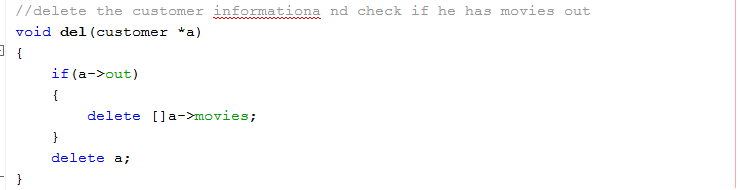 //delete the customer informationa nd check if he has movies out
void del(customer *a)
{
    if(a->out)
    {
        delete []a->movies;
    }
    delete a;
}